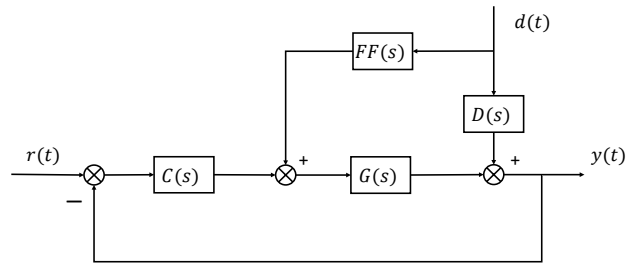 d(t)
FF(s)
D(s)
r(t)
+
+
y(t)
C(s)
G(s)
−